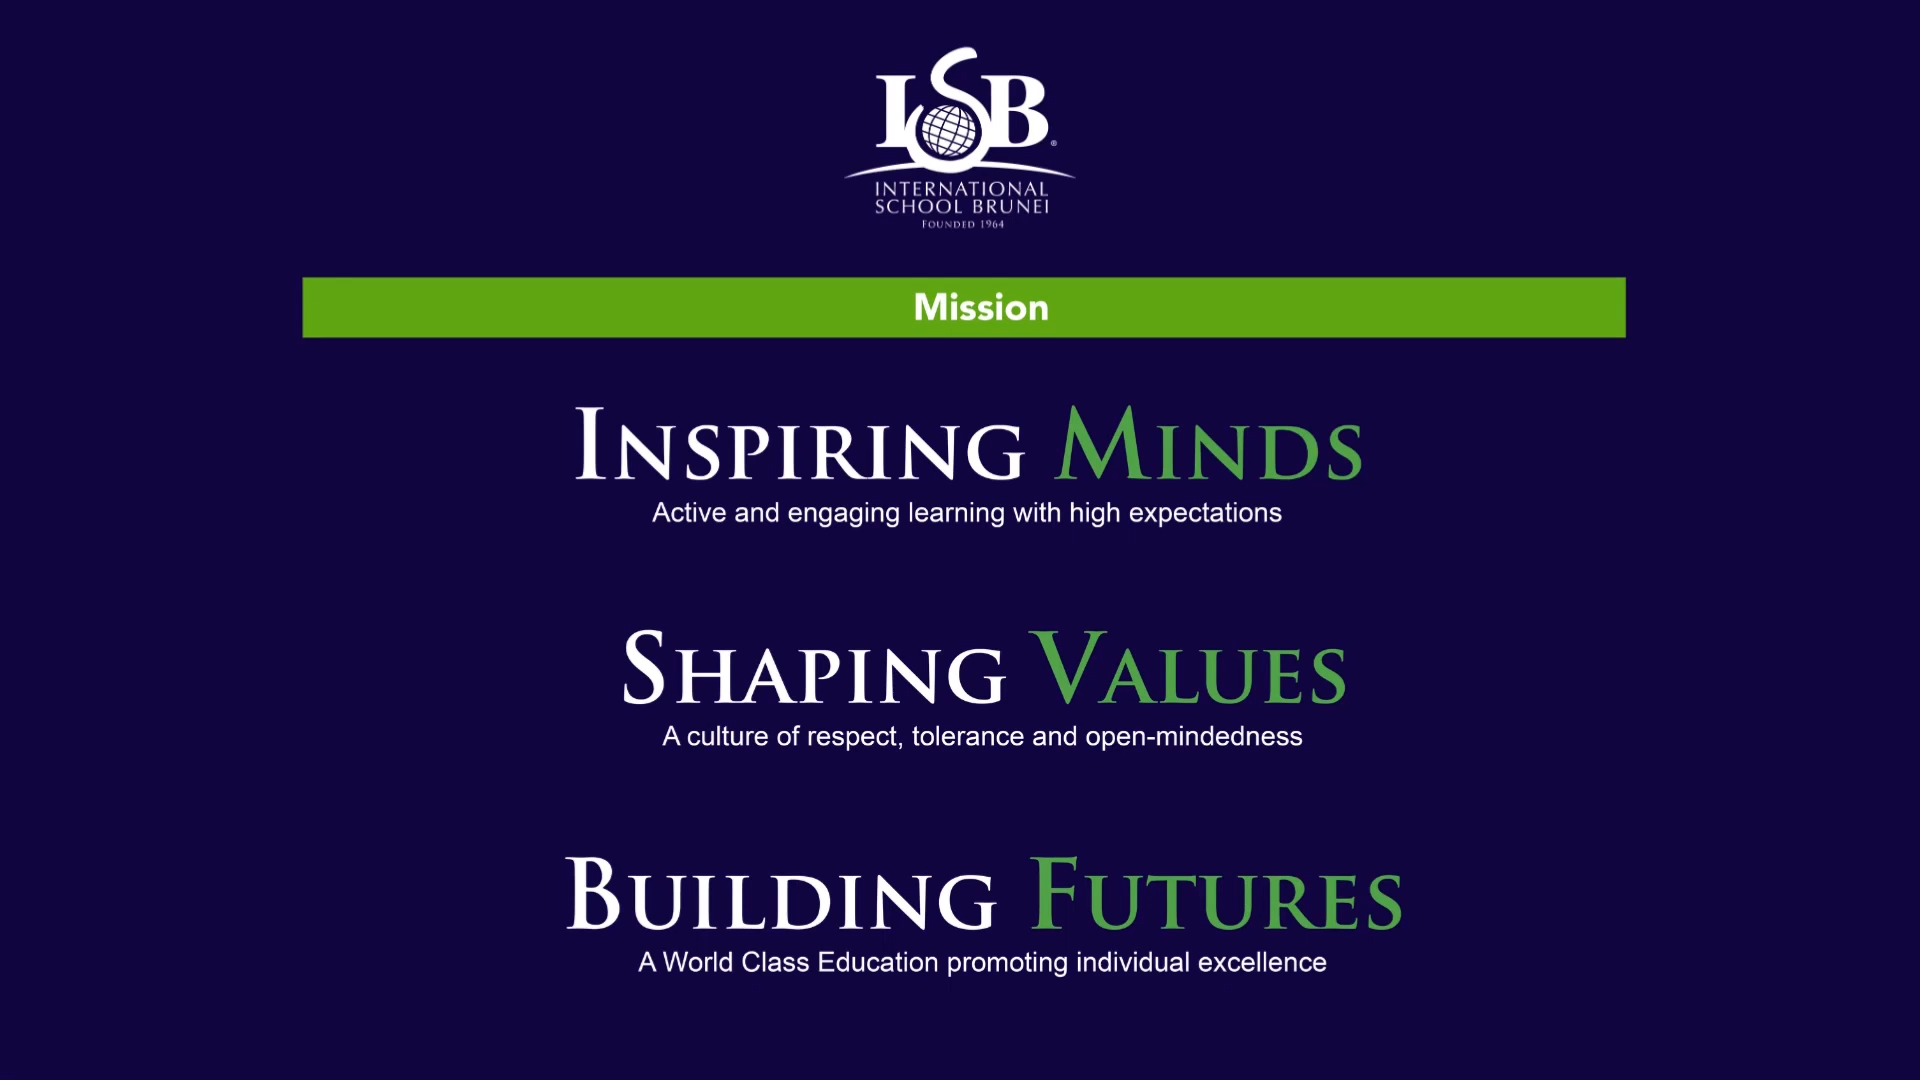 ISB®
INTERNATIONAL
SCHOOL BRUNEI
FOUNDED 1964
Mission
INSPIRING MINDS
Active and engaging learning with high expectations
SHAPING VALUES
A culture of respect, tolerance and open-mindedness
BUILDING FUTURES
A World Class Education promoting individual excellence